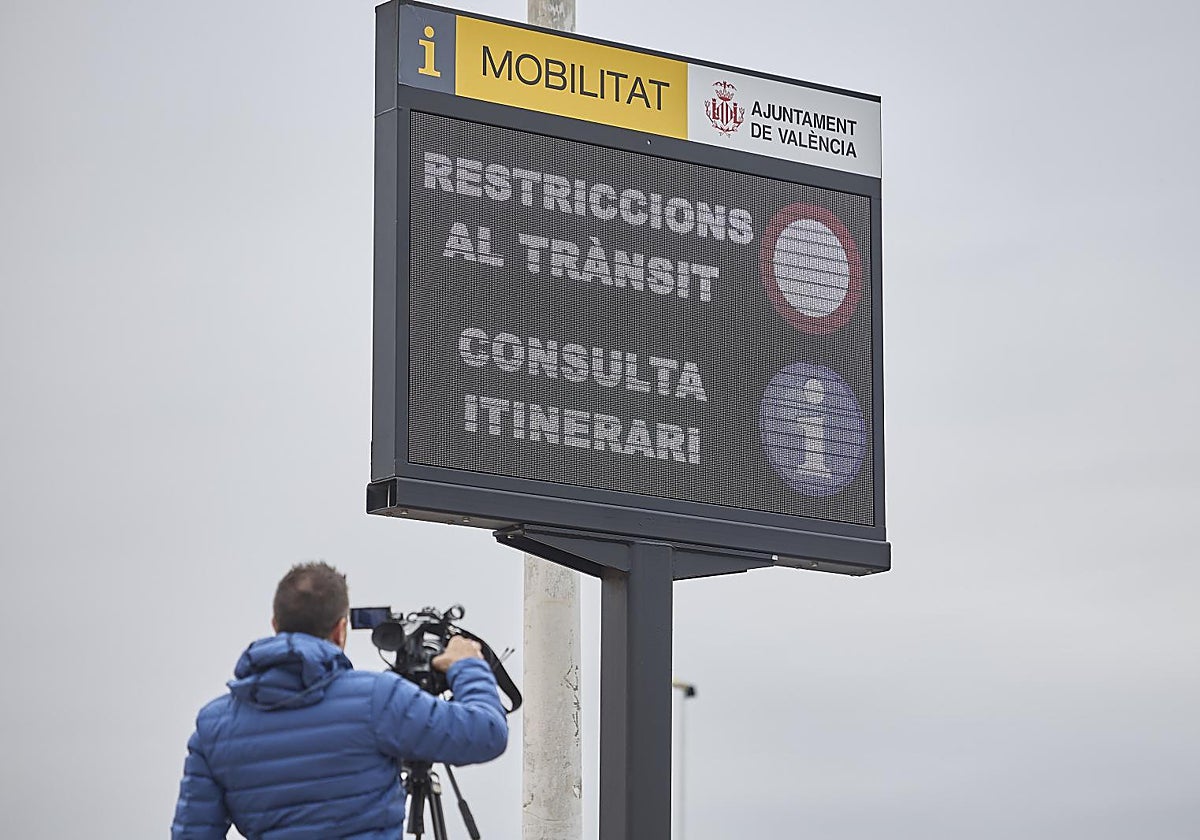 i MOBILITAT
AJUNTAMENT
DE VALÈNCIA
RESTRICCIONS
AL TRÀNSIT
CONSULTA
ITINERARI
i